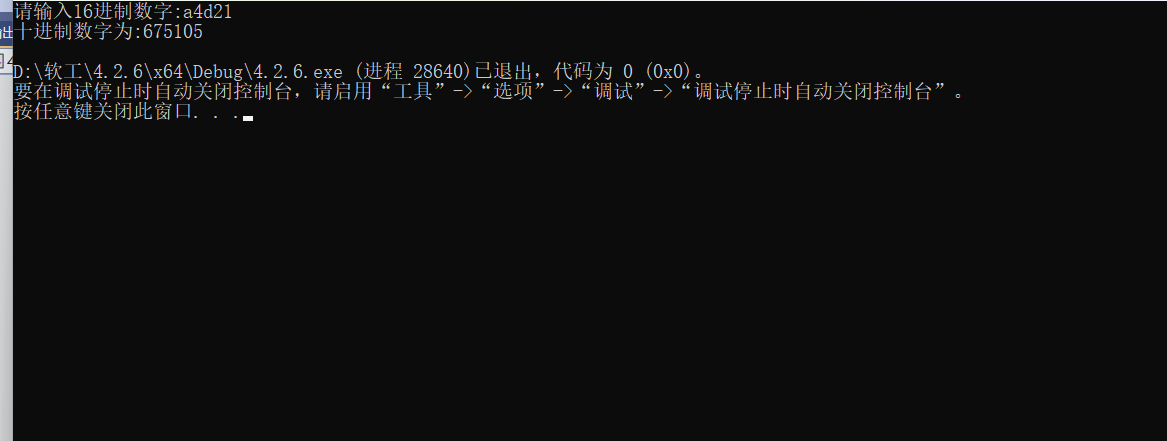 请输入16进制数字:a4d21
十进制数字为:675105
D:\软工\4.2.6\x64\Debug\4.2.6.exe (进程 28640)已退出，代码为 0 (0x0)。
要在调试停止时自动关闭控制台，请启用“工具”->“选项”->“调试”->“调试停止时自动关闭控制台”。
按任意键关闭此窗口. . .